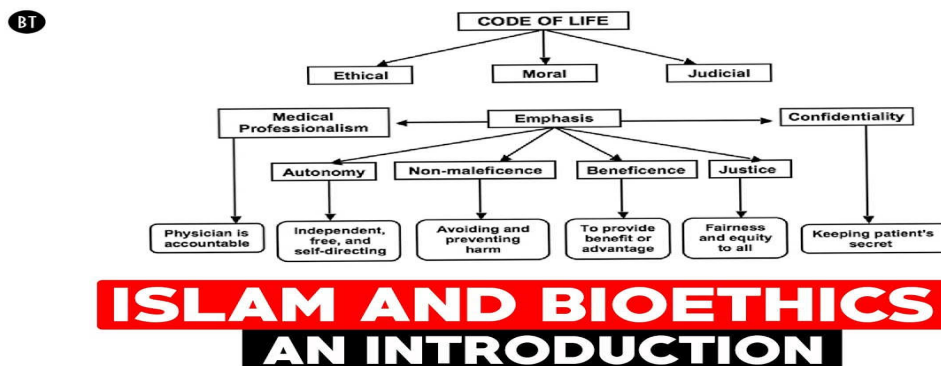 BT
CODE OF LIFE
Ethical
Moral
Judicial
Medical
Professionalism
Emphasis
Confidentiality
Autonomy
Non-maleficence
Beneficence
Justice
Physician is
accountable
Independent,
free, and
self-directing
Avoiding and
preventing
harm
To provide
benefit or
advantage
Fairness
and equity
to all
Keeping patient's
secret
ISLAM AND BIOETHICS
AN INTRODUCTION